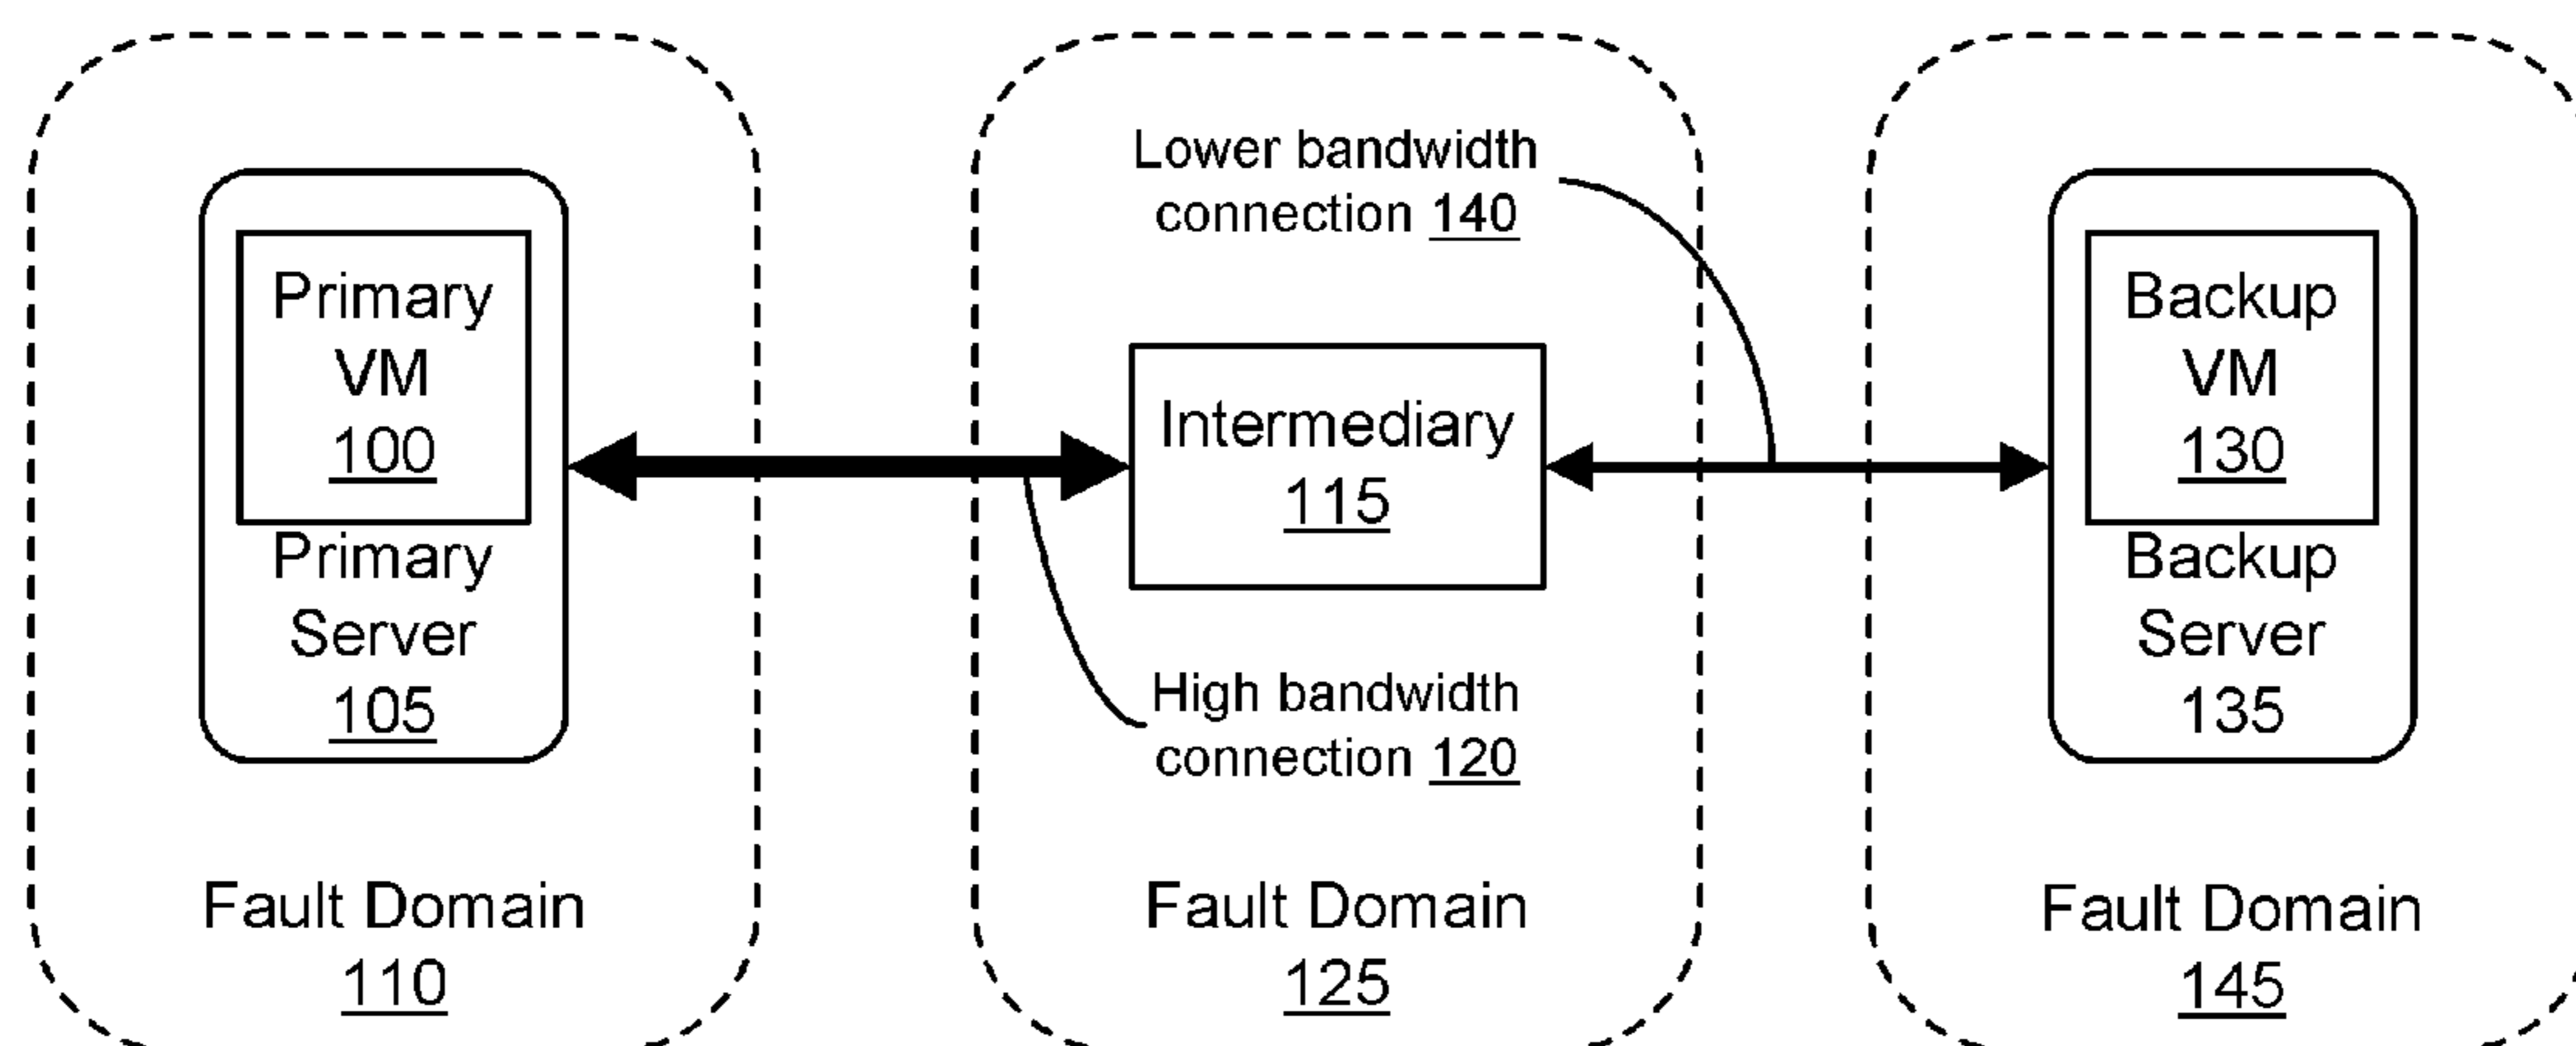 Primary
VM
100
Primary
Server
105
Fault Domain
110
Lower bandwidth
connection 140
Intermediary
115
High bandwidth
connection 120
Fault Domain
125
Backup
VM
130
Backup
Server
135
Fault Domain
145